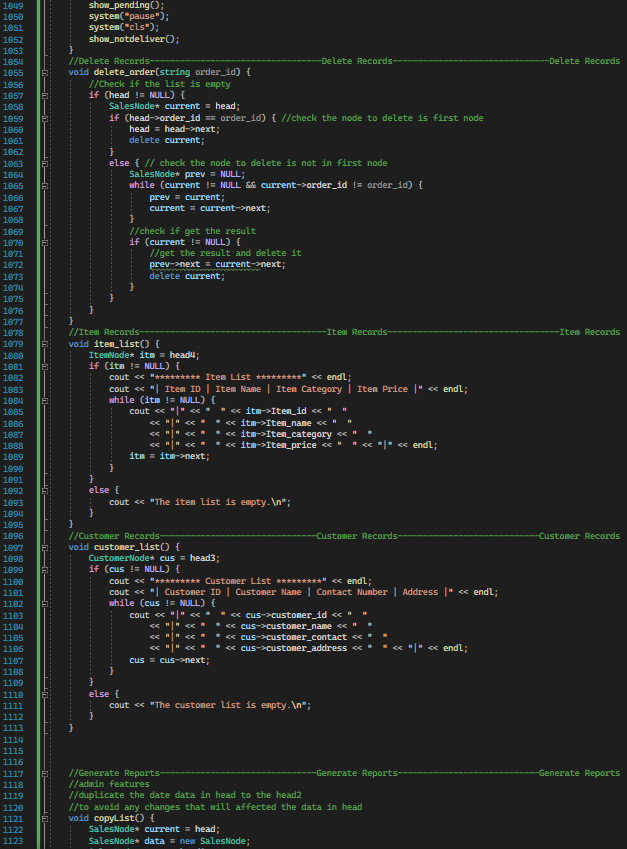 1049 show_pending();
1050 system("pause");
1051 system("cls");
1052 show_notdeliver();
1053 }
1054 //Delete Records----------------------------------Delete Records-------------------------------Delete Records
1055 void delete_order(string order_id) {
1056 //Check if the list is empty
1057 if (head != NULL) {
1058 SalesNode* current = head;
1059 if (head->order_id == order_id) { //check the node to delete is first node
1060 head = head->next;
1061 delete current;
1062 }
1063 else { // check the node to delete is not in first node
1064 SalesNode* prev = NULL;
1065 while (current != NULL && current->order_id != order_id) {
1066 prev = current;
1067 current = current->next;
1068 }
1069 //check if get the result
1070 if (current != NULL) {
1071 //get the result and delete it
1072 prev->next = current->next;
1073 delete current;
1074 }
1075 }
1076 }
1077 }
1078 //Item Records-------------------------------------Item Records----------------------------------Item Records
1079 void item_list() {
1080 ItemNode* itm = head4;
1081 if (itm != NULL) {
1082 cout << "********* Item List *********" << endl;
1083 cout << "| Item ID | Item Name | Item Category | Item Price |" << endl;
1084 while (itm != NULL) {
1085 cout << "|" << "  " << itm->Item_id << "  "
1086 << "|" << "  " << itm->Item_name << "  "
1087 << "|" << "  " << itm->Item_category << "  "
1088 << "|" << "  " << itm->Item_price << "  " << "|" << endl;
1089 itm = itm->next;
1090 }
1091 }
1092 else {
1093 cout << "The item list is empty.\n";
1094 }
1095 }
1096 //Customer Records-------------------------------Customer Records----------------------------Customer Records
1097 void customer_list() {
1098 CustomerNode* cus = head3;
1099 if (cus != NULL) {
1100 cout << "********* Customer List *********" << endl;
1101 cout << "| Customer ID | Customer Name | Contact Number | Address |" << endl;
1102 while (cus != NULL) {
1103 cout << "|" << "  " << cus->customer_id << "  "
1104 << "|" << "  " << cus->customer_name << "  "
1105 << "|" << "  " << cus->customer_contact << "  "
1106 << "|" << "  " << cus->customer_address << "  " << "|" << endl;
1107 cus = cus->next;
1108 }
1109 }
1110 else {
1111 cout << "The customer list is empty.\n";
1112 }
1113 }
1114
1115
1116
1117 //Generate Reports-------------------------------Generate Reports----------------------------Generate Reports
1118 //admin features
1119 //duplicate the date data in head to the head2
1120 //to avoid any changes that will affected the data in head
1121 void copyList() {
1122 SalesNode* current = head;
1123 SalesNode* data = new SalesNode;